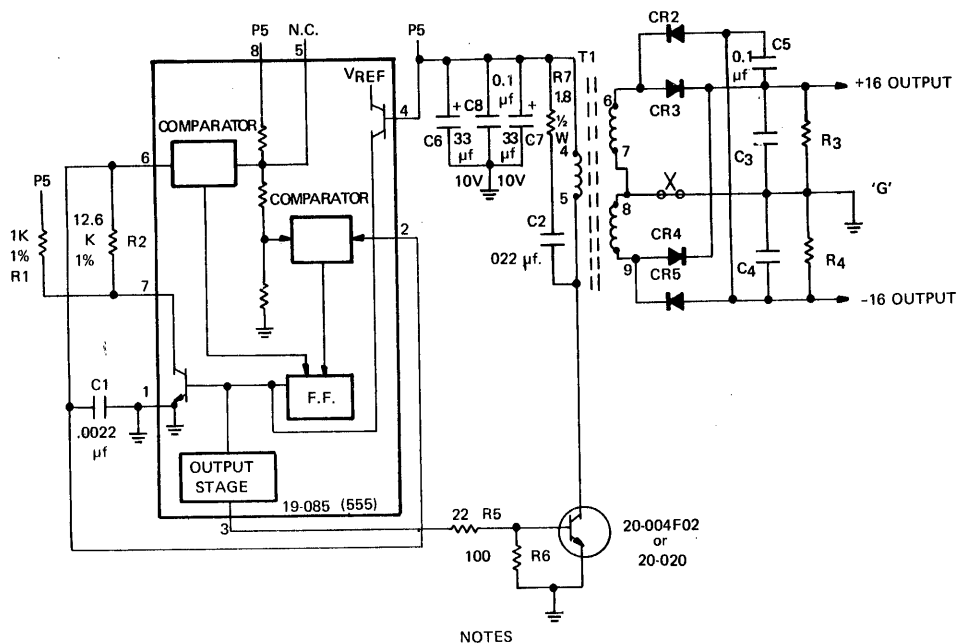 P5
8
N.C.
5
P5
VREF
4
COMPARATOR
6
COMPARATOR
2
P5
1K
1%
R1
12.6
K
1%
R2
7
C1
.0022
µf
1
F.F.
OUTPUT
STAGE
19-085 (555)
3
+
C6
33
µf
10V
C8
0.1
µf
+
33
µf
C7
10V
R7
1.8
½
W
C2
022 µf.
T1
4
5
6
7
8
9
CR2
CR3
CR4
CR5
X
C5
0.1
µf
C3
C4
R3
R4
+16 OUTPUT
'G'
-16 OUTPUT
22 R5
100 R6
20-004F02
or
20-020
NOTES